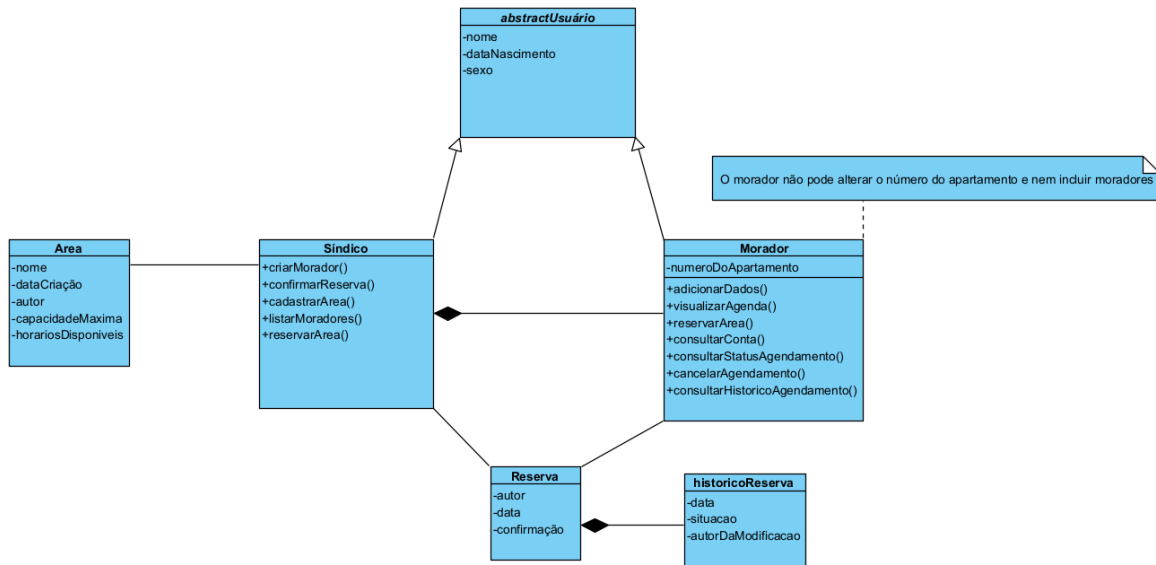 abstractUsuário
-nome
-dataNascimento
-sexo
O morador não pode alterar o número do apartamento e nem incluir moradores
Area
-nome
-dataCriação
-autor
-capacidadeMaxima
-horariosDisponiveis
Síndico
+criarMorador()
+confirmarReserva()
+cadastrarArea()
+listarMoradores()
+reservarArea()
Morador
-numeroDoApartamento
+adicionarDados()
+visualizarAgenda()
+reservarArea()
+consultarConta()
+consultarStatusAgendamento()
+cancelarAgendamento()
+consultarHistoricoAgendamento()
Reserva
-autor
-data
-confirmação
historicoReserva
-data
-situacao
-autorDaModificacao